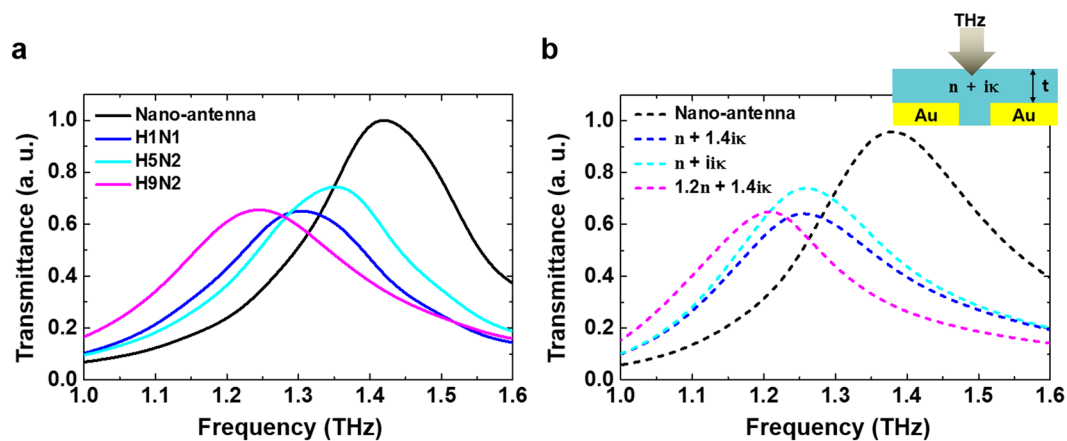 a
Transmittance (a. u.)
1.0
0.8
0.6
0.4
0.2
0.0
Nano-antenna
H1N1
H5N2
H9N2
1.0 1.1 1.2 1.3 1.4 1.5 1.6
Frequency (THz)
b
THz
n + iκ
t
Au Au
Transmittance (a. u.)
1.0
0.8
0.6
0.4
0.2
0.0
Nano-antenna
n + 1.4iκ
n + iiκ
1.2n + 1.4iκ
1.0 1.1 1.2 1.3 1.4 1.5 1.6
Frequency (THz)